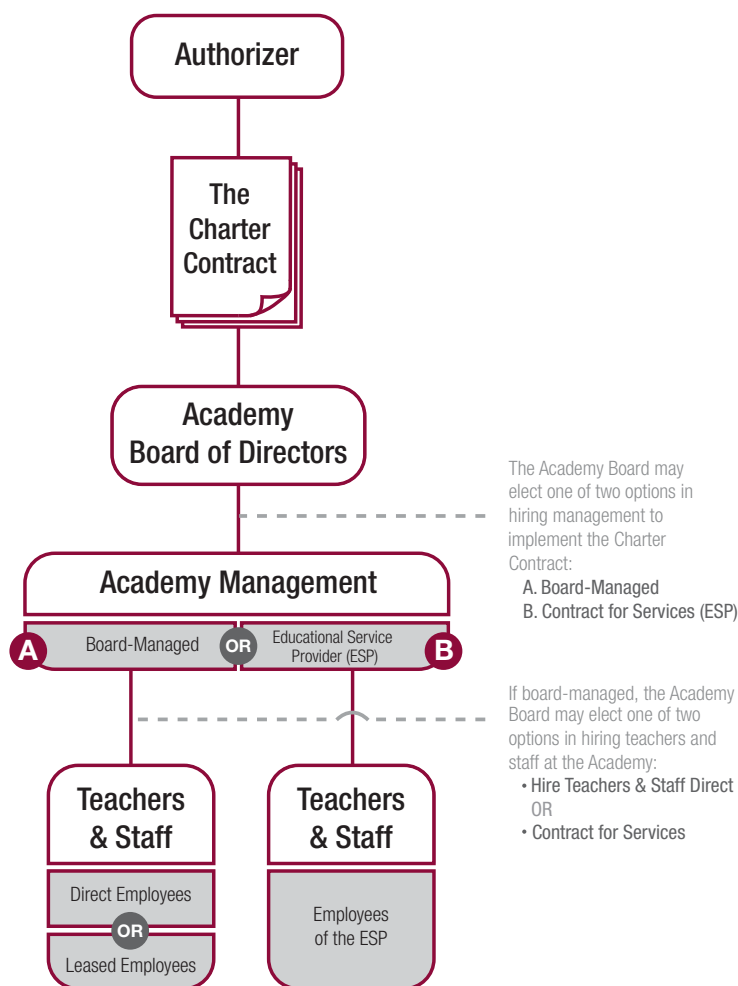 Authorizer
The
Charter
Contract
Academy
Board of Directors
The Academy Board may
elect one of two options in
hiring management to
implement the Charter
Contract:
A. Board-Managed
B. Contract for Services (ESP)
Academy Management
A
Board-Managed
OR
Educational Service
Provider (ESP)
B
If board-managed, the Academy
Board may elect one of two
options in hiring teachers and
staff at the Academy:
• Hire Teachers & Staff Direct
OR
• Contract for Services
Teachers
& Staff
Direct Employees
OR
Leased Employees
Teachers
& Staff
Employees
of the ESP